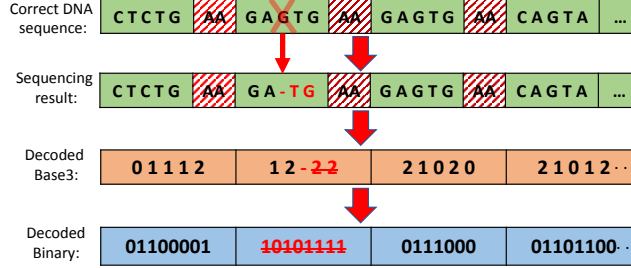 Correct DNA sequence: CTCTG AA GAGTG AA GAGTG AA CAGTA ...
Sequencing result: CTCTG AA GA-TG AA GAGTG AA CAGTA ...
Decoded Base3: 01112 12-22 21020 21012..
Decoded Binary: 01100001 10101111 0111000 01101100..